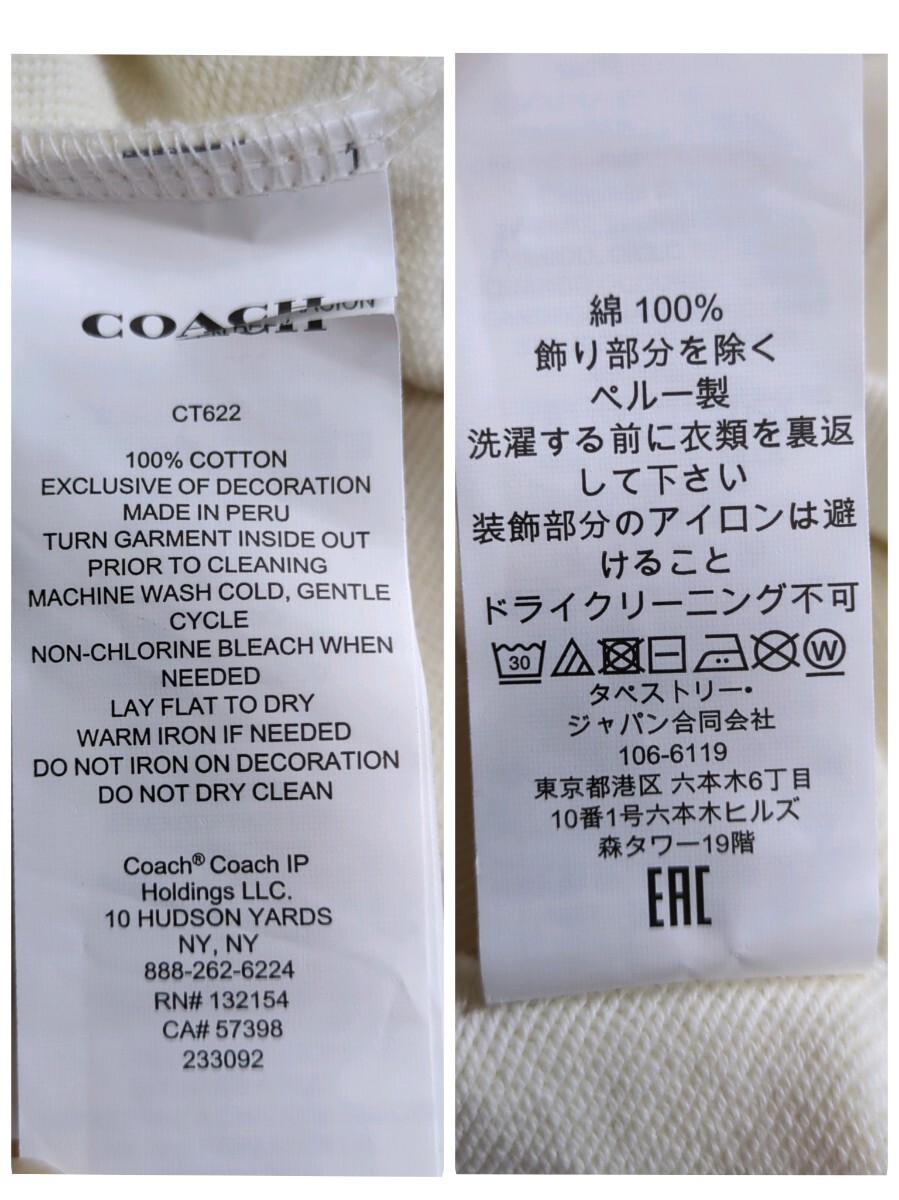 COACH
CT622
100% COTTON
EXCLUSIVE OF DECORATION
MADE IN PERU
TURN GARMENT INSIDE OUT
PRIOR TO CLEANING
MACHINE WASH COLD, GENTLE
CYCLE
NON-CHLORINE BLEACH WHEN
NEEDED
LAY FLAT TO DRY
WARM IRON IF NEEDED
DO NOT IRON ON DECORATION
DO NOT DRY CLEAN
Coach® Coach IP
Holdings LLC.
10 HUDSON YARDS
NY, NY
888-262-6224
RN# 132154
CA# 57398
233092
綿 100%
飾り部分を除く
ペルー製
洗濯する前に衣類を裏返
して下さい
装飾部分のアイロンは避
けること
ドライクリーニング不可
30 W
タペストリー・
ジャパン合同会社
106-6119
東京都港区 六本木6丁目
10番1号六本木ヒルズ
森タワー19階
EAC